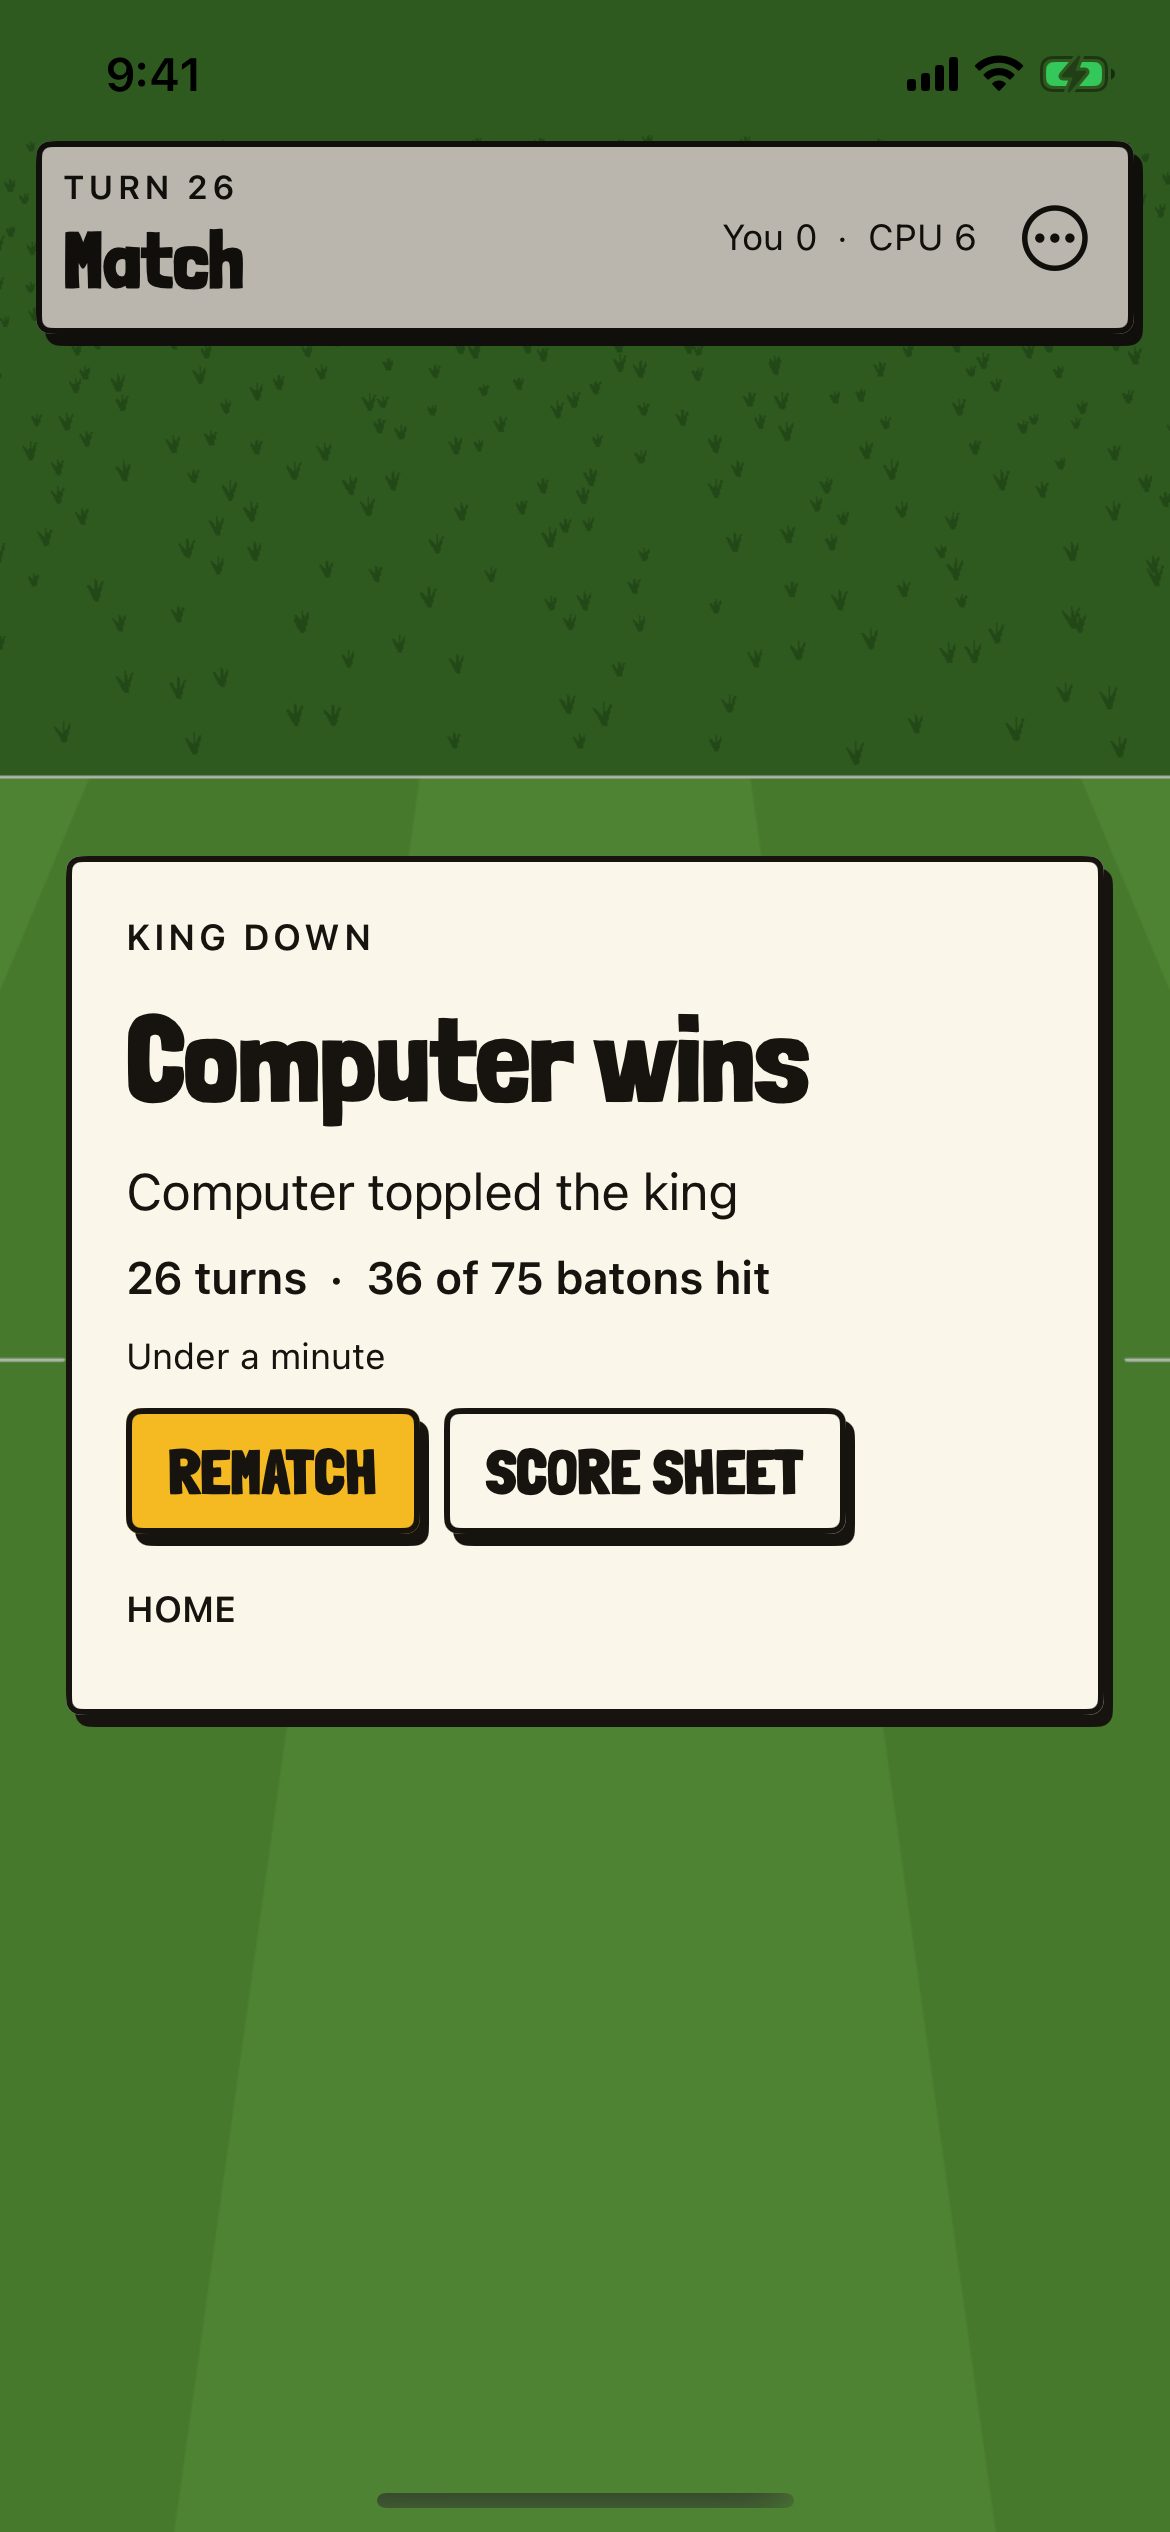 9:41
TURN 26
Match
You 0 · CPU 6
KING DOWN
Computer wins
Computer toppled the king
26 turns · 36 of 75 batons hit
Under a minute
REMATCH
SCORE SHEET
HOME